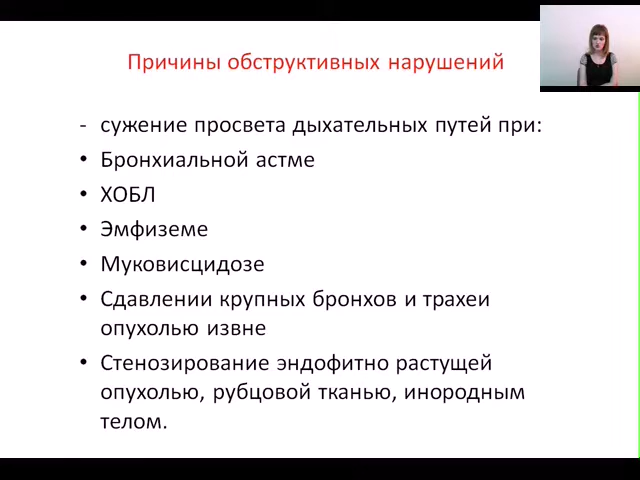 Причины обструктивных нарушений
- сужение просвета дыхательных путей при:
• Бронхиальной астме
• ХОБЛ
• Эмфиземе
• Муковисцидозе
• Сдавлении крупных бронхов и трахеи
опухолью извне
• Стенозирование эндофитно растущей
опухолью, рубцовой тканью, инородным
телом.